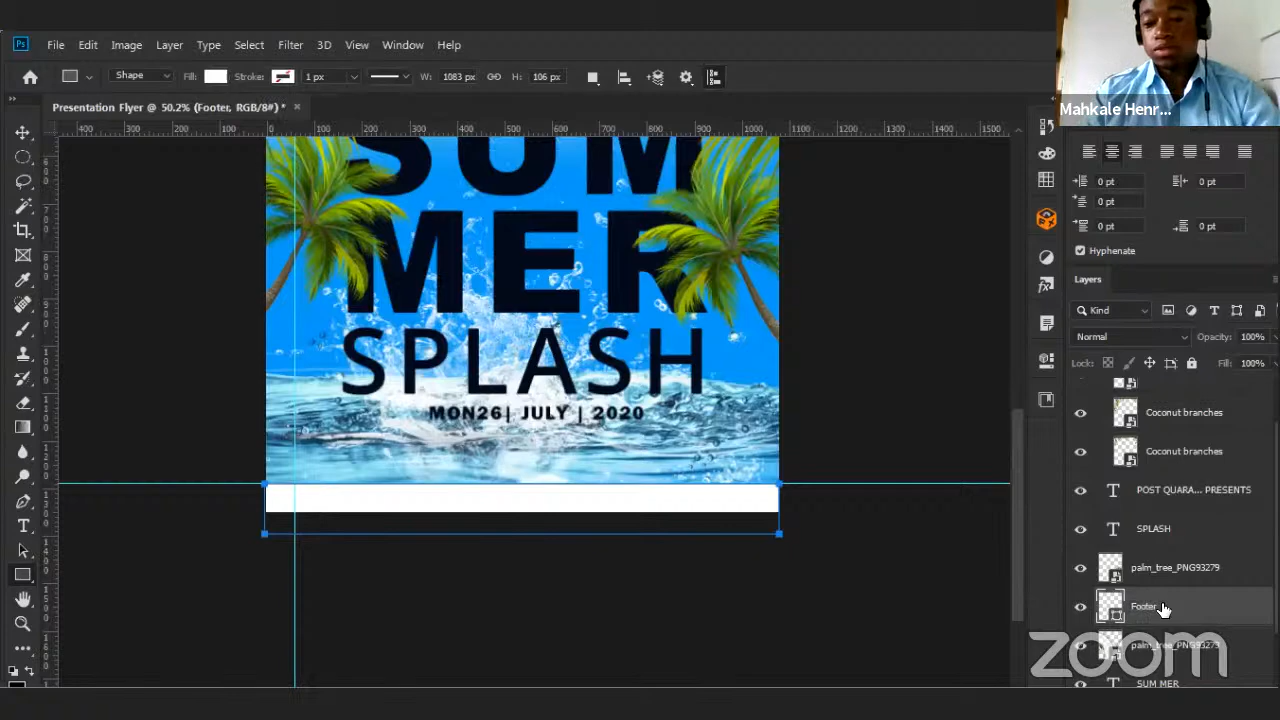 Ps File Edit Image Layer Type Select Filter 3D View Window Help
Shape Fill: Stroke: 1 px W: 1083 px H: 106 px
Mahkale Henr...
Presentation Flyer @ 50.2% (Footer, RGB/8#) *
400 300 200 100 0 100 200 300 400 500 600 700 800 900 1000 1100 1200 1300 1400 1500
SUM
MER
SPLASH
MON26| JULY | 2020
0 pt 0 pt
0 pt
0 pt 0 pt
Hyphenate
Layers
Kind
Normal Opacity: 100%
Lock: Fill: 100%
Coconut branches
Coconut branches
POST QUARA... PRESENTS
SPLASH
palm_tree_PNG93279
Footer
palm_tree_PNG93279
SUM MER
zoom